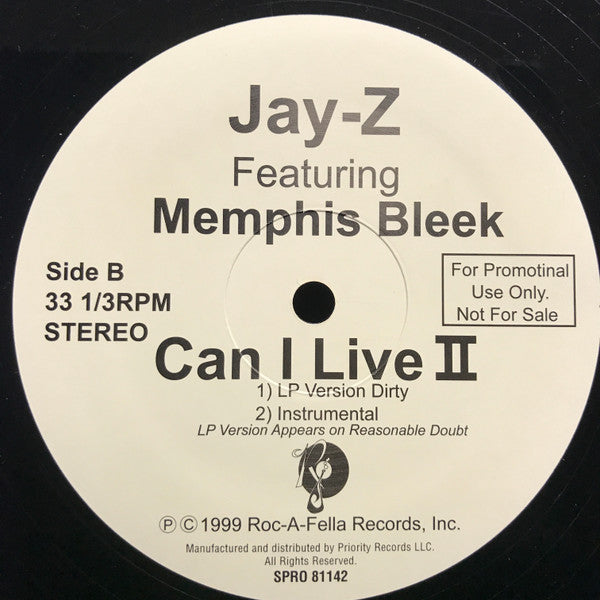 Jay-Z
Featuring
Memphis Bleek
Side B
33 1/3RPM
STEREO
For Promotinal
Use Only.
Not For Sale
Can I Live II
1) LP Version Dirty
2) Instrumental
LP Version Appears on Reasonable Doubt
℗©1999 Roc-A-Fella Records, Inc.
Manufactured and distributed by Priority Records LLC.
All Rights Reserved.
SPRO 81142